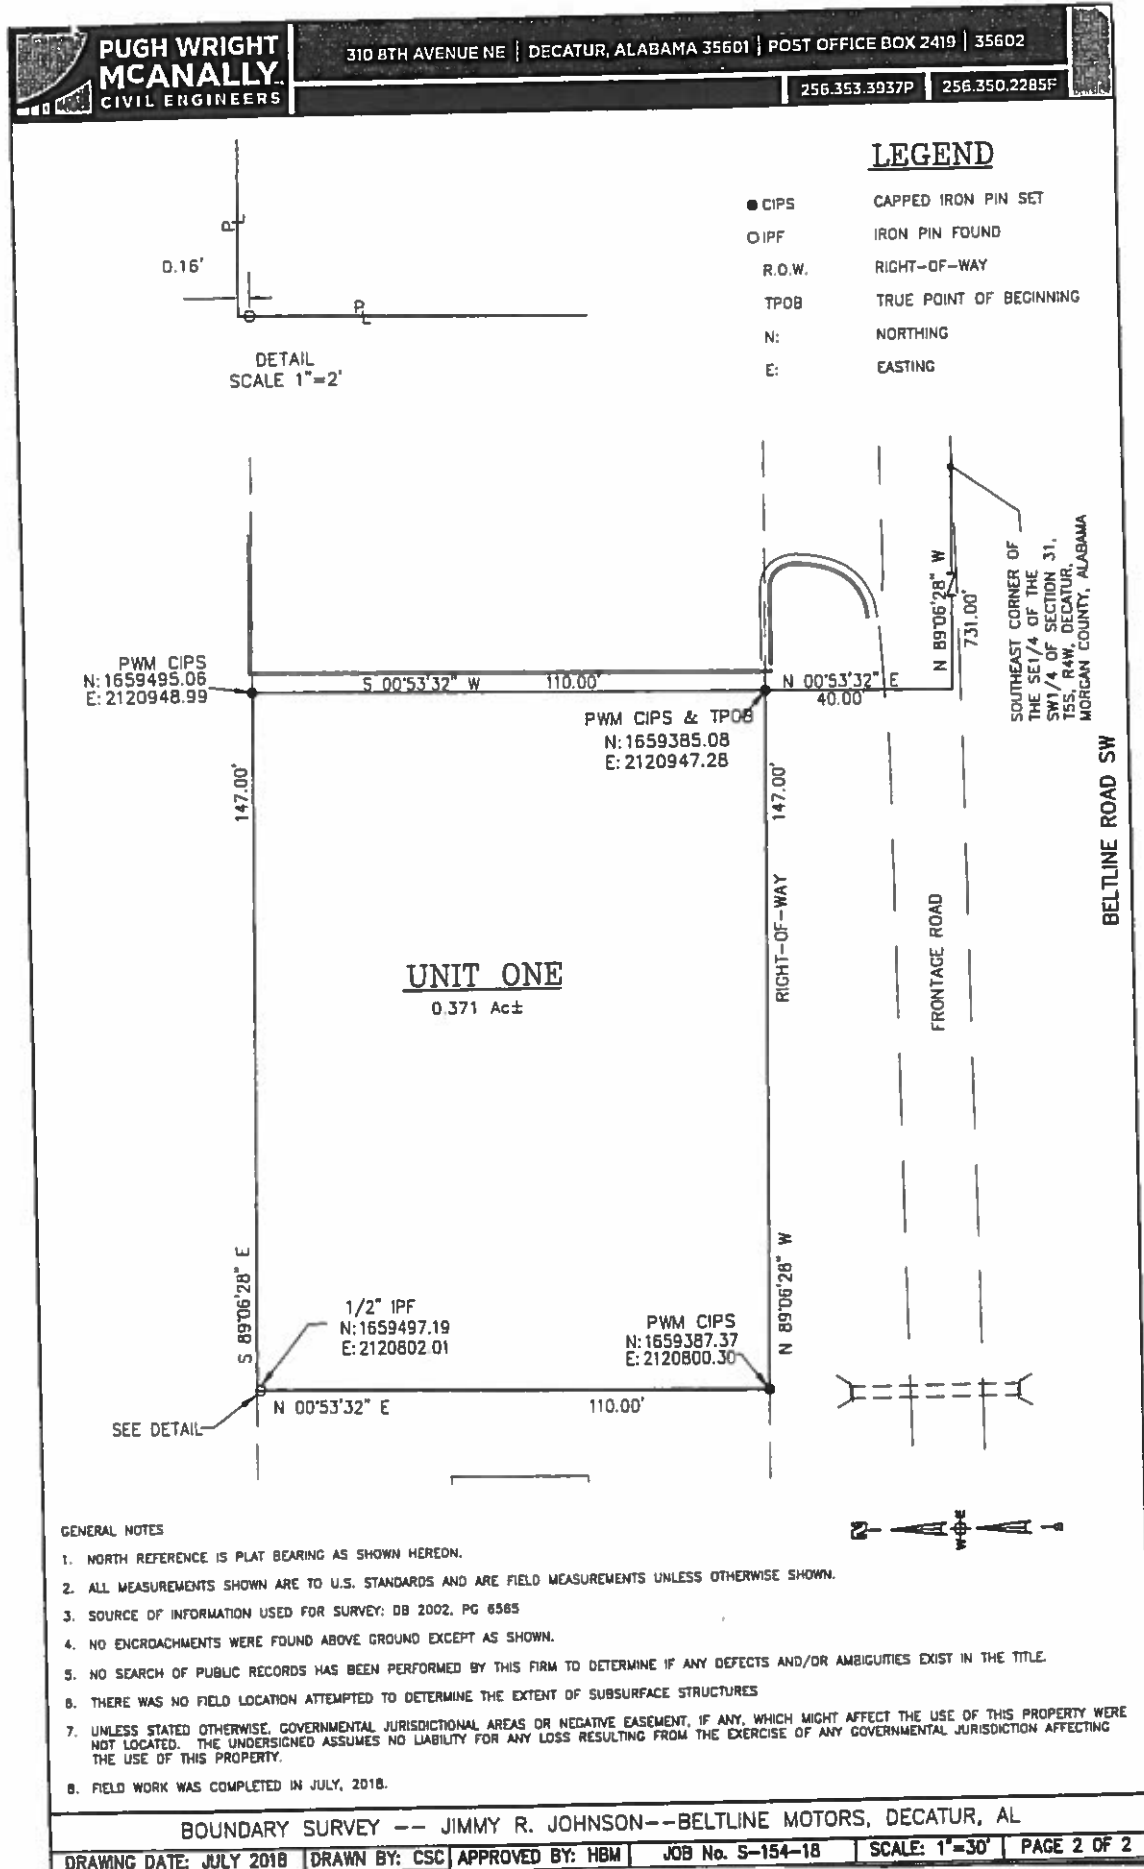 PUGH WRIGHT
MCANALLY
CIVIL ENGINEERS
310 8TH AVENUE NE | DECATUR, ALABAMA 35601 | POST OFFICE BOX 2419 | 35602
256.353.3937P | 256.350.2285F
LEGEND
CIPS CAPPED IRON PIN SET
IPF IRON PIN FOUND
R.O.W. RIGHT-OF-WAY
TPOB TRUE POINT OF BEGINNING
N: NORTHING
E: EASTING
0.16'
PL
PL
DETAIL
SCALE 1"=2'
N 89°06'28" W
731.00'
SOUTHEAST CORNER OF
THE SE1/4 OF THE
SW1/4 OF SECTION 31,
T5S, R4W, DECATUR,
MORGAN COUNTY, ALABAMA
PWM CIPS
N:1659495.06
E:2120948.99
S 00°53'32" W 110.00'
N 00°53'32" E
40.00'
PWM CIPS & TPOB
N:1659385.08
E:2120947.28
147.00'
147.00'
BELTLINE ROAD SW
RIGHT-OF-WAY
FRONTAGE ROAD
UNIT ONE
0.371 Ac±
S 89°06'28" E
N 89°06'28" W
1/2" IPF
N:1659497.19
E:2120802.01
PWM CIPS
N:1659387.37
E:2120800.30
SEE DETAIL
N 00°53'32" E 110.00'
N
E
W
S
GENERAL NOTES
1. NORTH REFERENCE IS PLAT BEARING AS SHOWN HEREON.
2. ALL MEASUREMENTS SHOWN ARE TO U.S. STANDARDS AND ARE FIELD MEASUREMENTS UNLESS OTHERWISE SHOWN.
3. SOURCE OF INFORMATION USED FOR SURVEY: DB 2002, PG 6565
4. NO ENCROACHMENTS WERE FOUND ABOVE GROUND EXCEPT AS SHOWN.
5. NO SEARCH OF PUBLIC RECORDS HAS BEEN PERFORMED BY THIS FIRM TO DETERMINE IF ANY DEFECTS AND/OR AMBIGUITIES EXIST IN THE TITLE.
6. THERE WAS NO FIELD LOCATION ATTEMPTED TO DETERMINE THE EXTENT OF SUBSURFACE STRUCTURES
7. UNLESS STATED OTHERWISE, GOVERNMENTAL JURISDICTIONAL AREAS OR NEGATIVE EASEMENT, IF ANY, WHICH MIGHT AFFECT THE USE OF THIS PROPERTY WERE
NOT LOCATED. THE UNDERSIGNED ASSUMES NO LIABILITY FOR ANY LOSS RESULTING FROM THE EXERCISE OF ANY GOVERNMENTAL JURISDICTION AFFECTING
THE USE OF THIS PROPERTY.
8. FIELD WORK WAS COMPLETED IN JULY, 2018.
BOUNDARY SURVEY -- JIMMY R. JOHNSON--BELTLINE MOTORS, DECATUR, AL
DRAWING DATE: JULY 2018 DRAWN BY: CSC APPROVED BY: HBM JOB No. S-154-18 SCALE: 1"=30' PAGE 2 OF 2